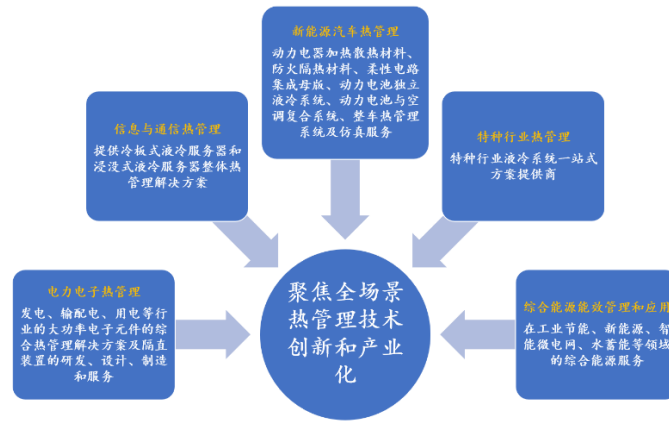 新能源汽车热管理
动力电器加热散热材料、
防火隔热材料、柔性电路
集成母版、动力电池独立
液冷系统、动力电池与空
调复合系统、整车热管理
系统及仿真服务
信息与通信热管理
提供冷板式液冷服务器和
浸没式液冷服务器整体热
管理解决方案
特种行业热管理
特种行业液冷系统一站式
方案提供商
电力电子热管理
发电、输配电、用电等行
业的大功率电子元件的综
合热管理解决方案及隔直
装置的研发、设计、制造
和服务
聚焦全场景
热管理技术
创新和产业
化
综合能源能效管理和应用
在工业节能、新能源、智
能微电网、水蓄能等领域
的综合能源服务